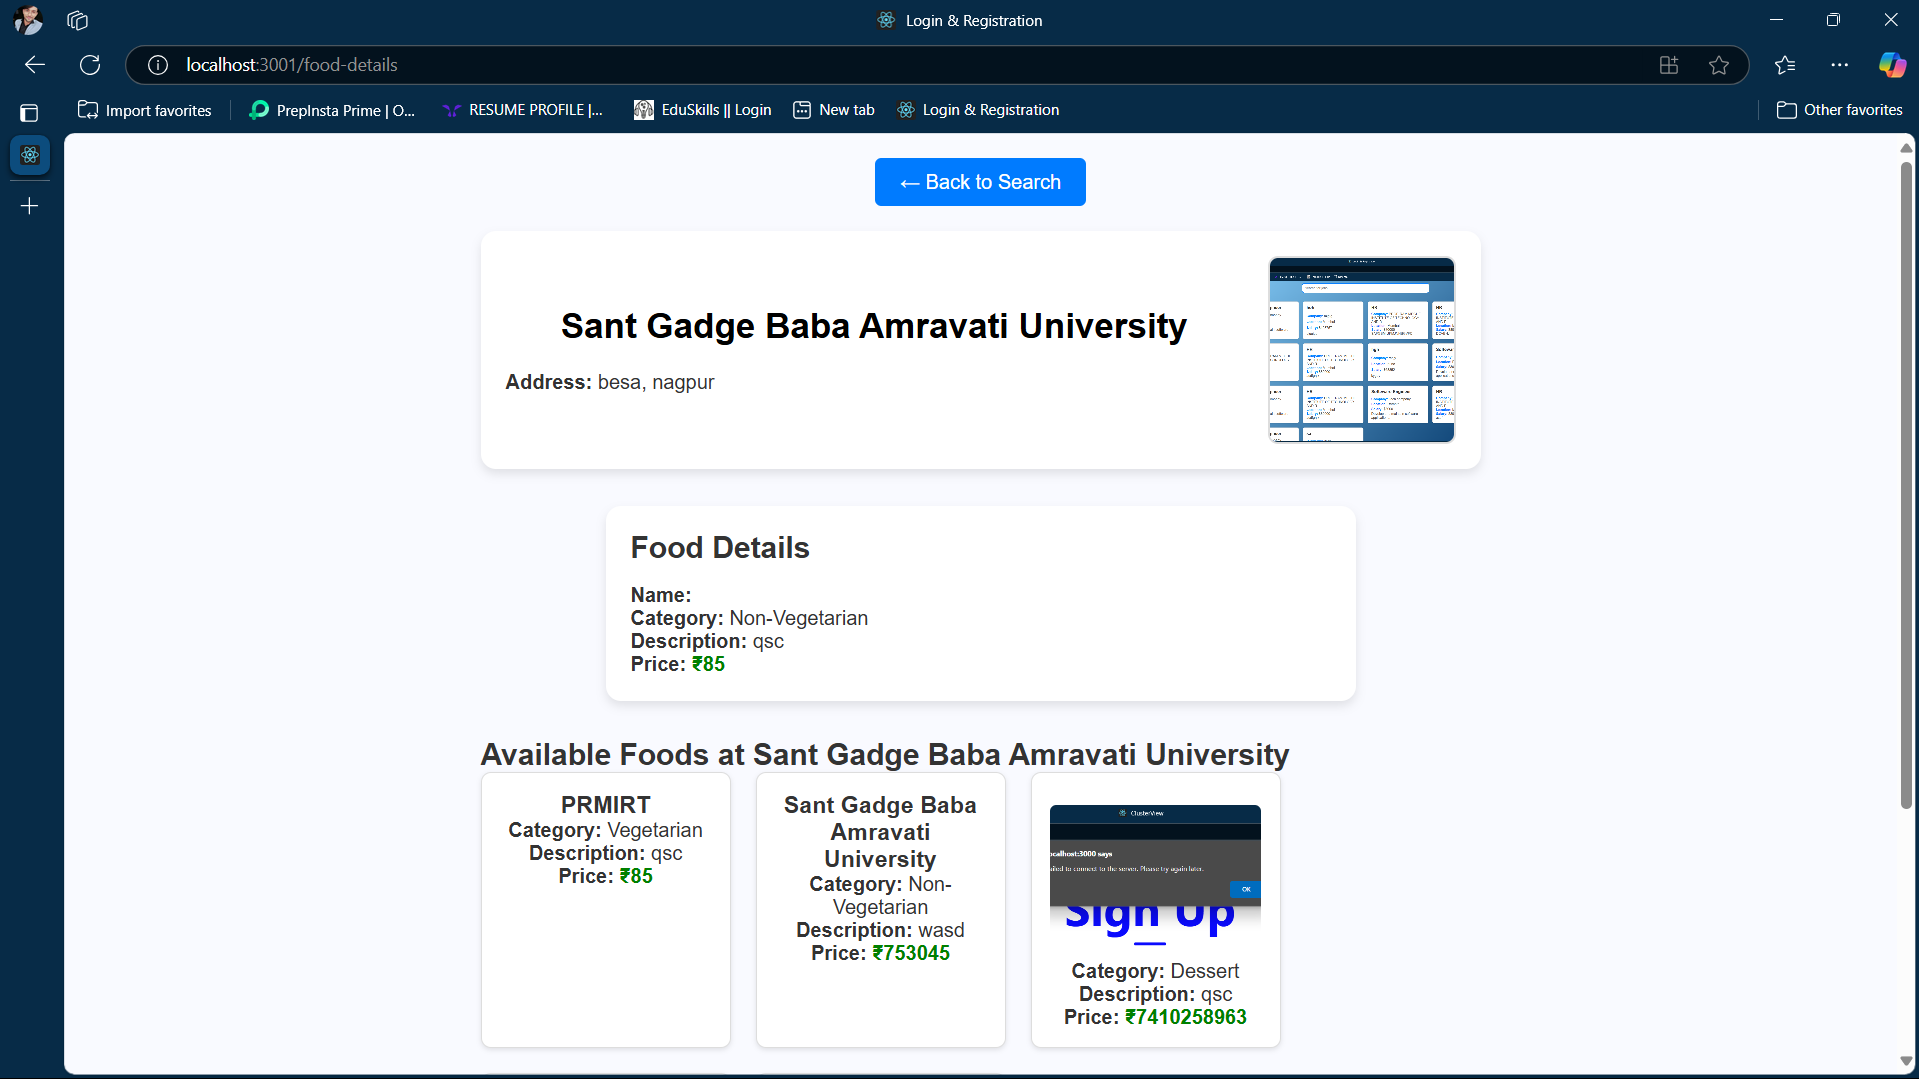 Login & Registration
localhost:3001/food-details
Import favorites
PrepInsta Prime | O...
RESUME PROFILE |...
EduSkills || Login
New tab
Login & Registration
Other favorites
← Back to Search
Sant Gadge Baba Amravati University
Address: besa, nagpur
Food Details
Name:
Category: Non-Vegetarian
Description: qsc
Price: ₹85
Available Foods at Sant Gadge Baba Amravati University
PRMIRT
Category: Vegetarian
Description: qsc
Price: ₹85
Sant Gadge Baba
Amravati
University
Category: Non-
Vegetarian
Description: wasd
Price: ₹753045
ClusterView
ocalhost:3000 says
ailed to connect to the server. Please try again later.
OK
Sign Up
Category: Dessert
Description: qsc
Price: ₹7410258963